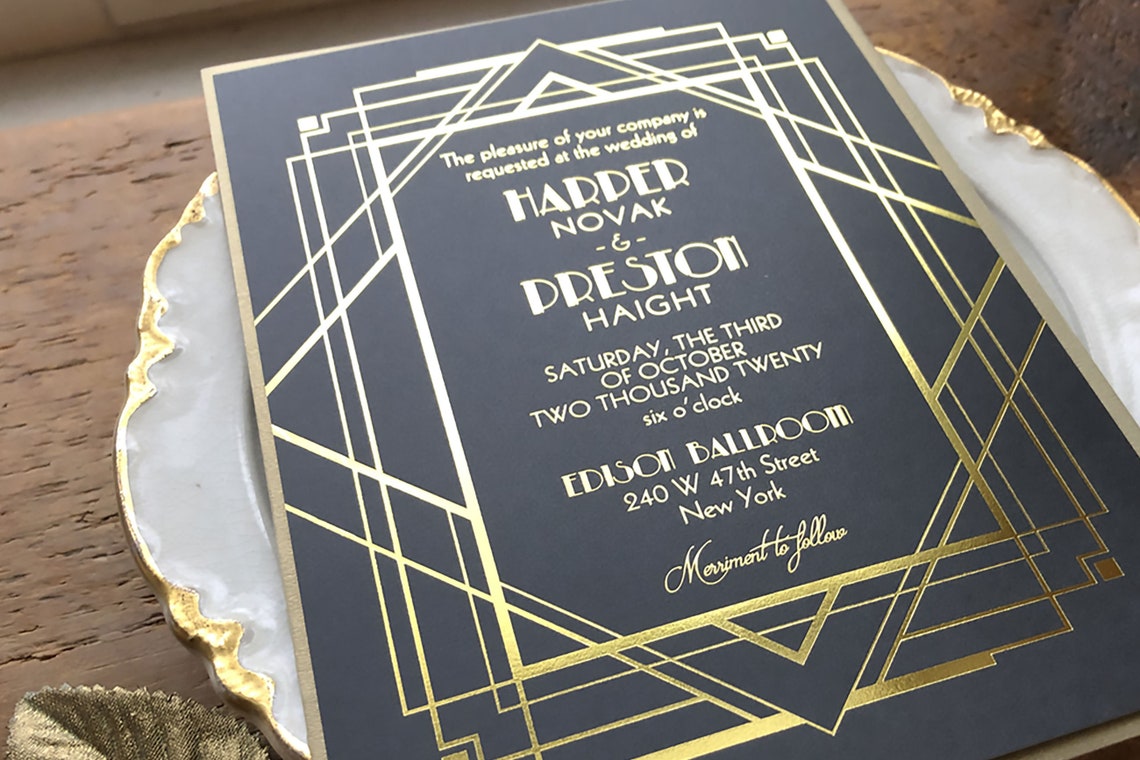 The pleasure of your company is
requested at the wedding of
HARPER
NOVAK
- & -
PRESTON
HAIGHT
SATURDAY, THE THIRD
OF OCTOBER
TWO THOUSAND TWENTY
six o'clock
EDISON BALLROOM
240 W 47th Street
New York
Merriment to follow